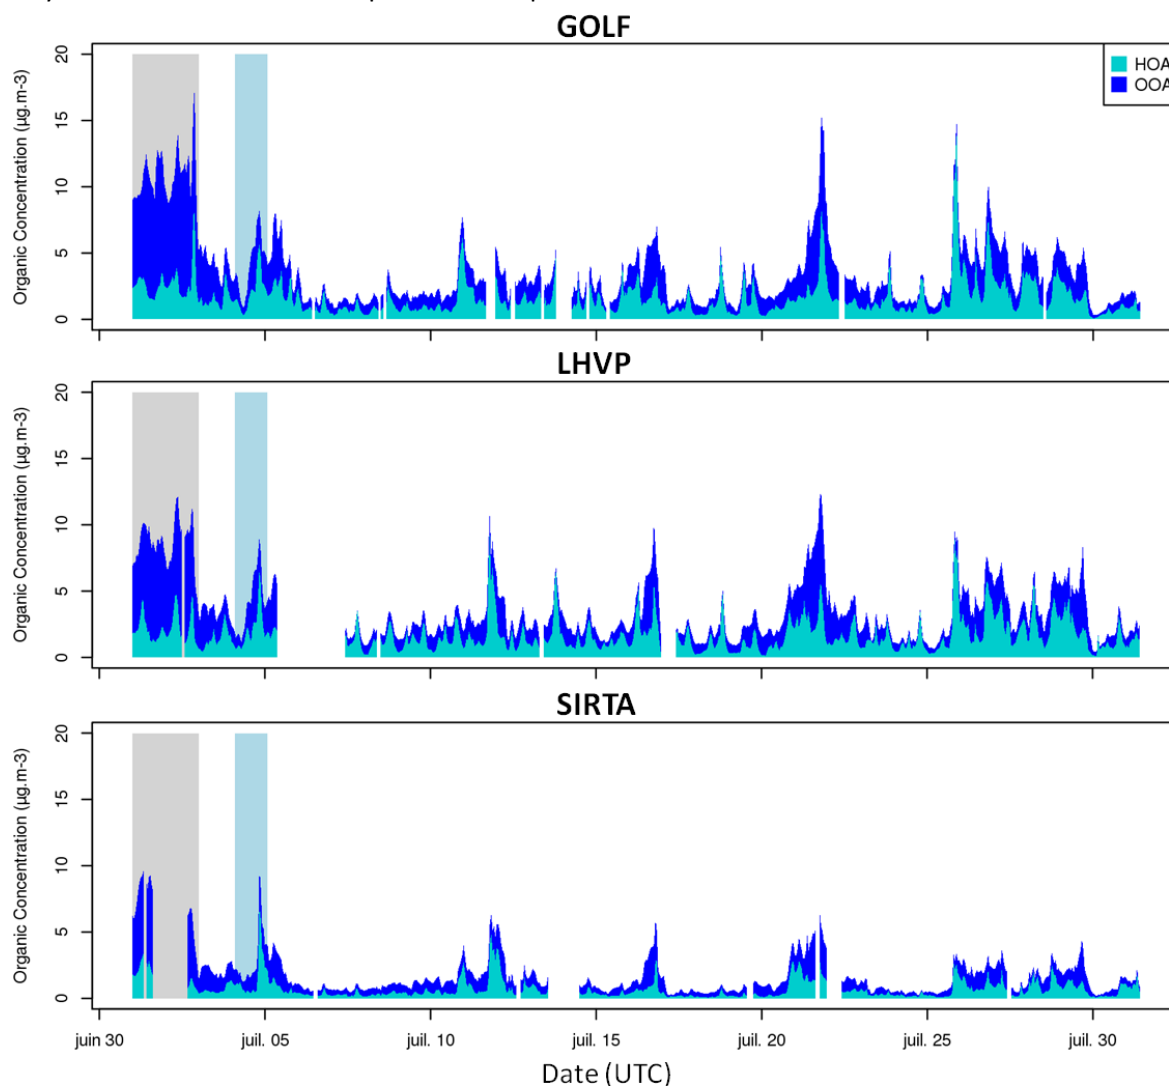 GOLF
Organic Concentration (µg.m-3)
20
15
10
5
0
HOA
OOA
LHVP
Organic Concentration (µg.m-3)
20
15
10
5
0
SIRTA
Organic Concentration (µg.m-3)
20
15
10
5
0
juin 30
juil. 05
juil. 10
juil. 15
juil. 20
juil. 25
juil. 30
Date (UTC)